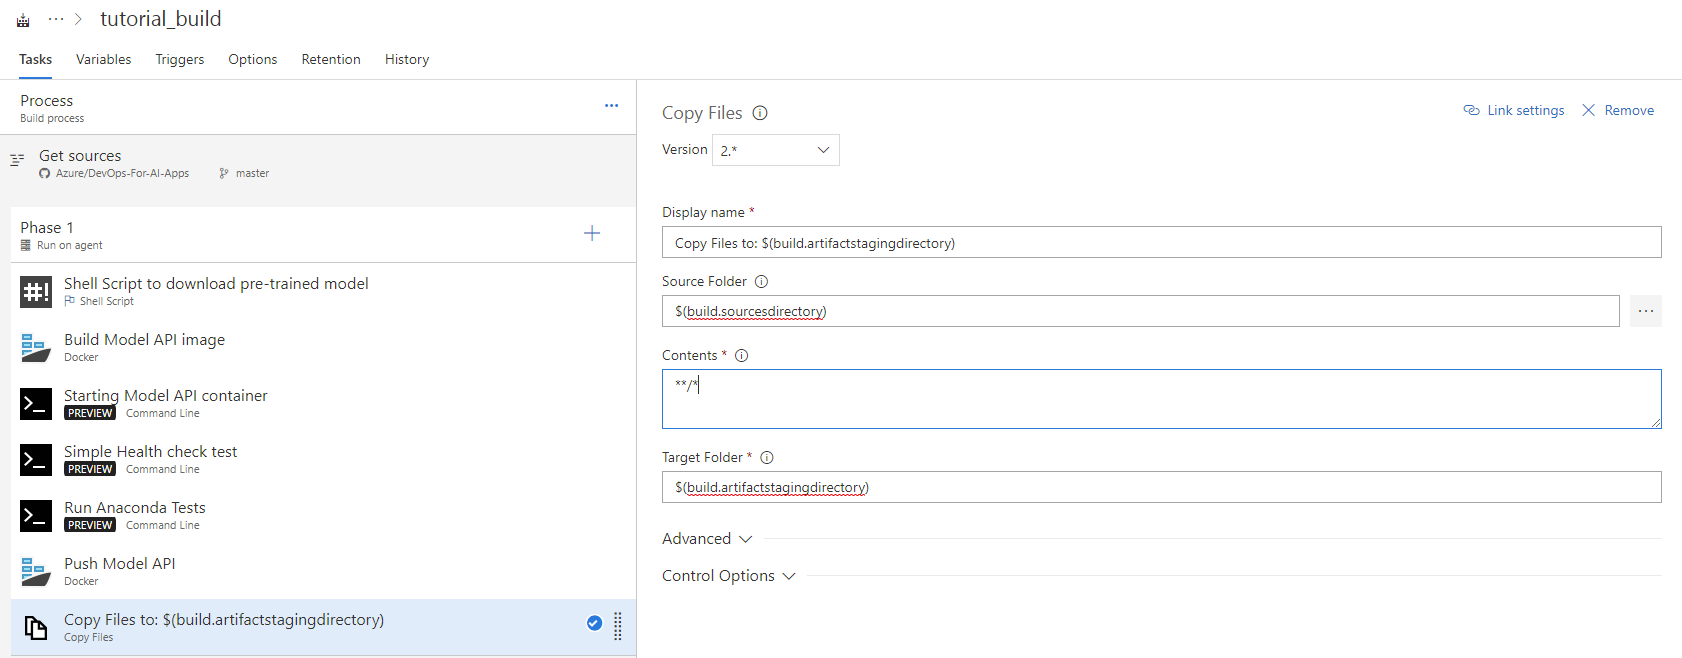 ··· > tutorial_build
Tasks Variables Triggers Options Retention History
Process
Build process
···
Get sources
Azure/DevOps-For-AI-Apps master
Phase 1
Run on agent
#! Shell Script to download pre-trained model
Shell Script
Build Model API image
Docker
>_ Starting Model API container
PREVIEW Command Line
>_ Simple Health check test
PREVIEW Command Line
>_ Run Anaconda Tests
PREVIEW Command Line
Push Model API
Docker
Copy Files to: $(build.artifactstagingdirectory)
Copy Files
Copy Files
Link settings Remove
Version 2.*
Display name *
Copy Files to: $(build.artifactstagingdirectory)
Source Folder
$(build.sourcesdirectory)
···
Contents *
**/*
Target Folder *
$(build.artifactstagingdirectory)
Advanced
Control Options